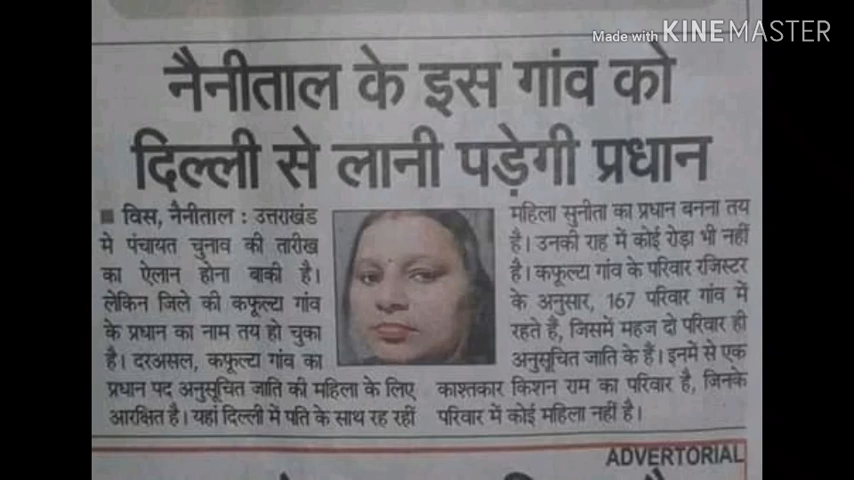 Made with KINEMASTER
नैनीताल के इस गांव को
दिल्ली से लानी पड़ेगी प्रधान
■ विस, नैनीताल : उत्तराखंड
मे पंचायत चुनाव की तारीख
का ऐलान होना बाकी है।
लेकिन जिले की कफूल्टा गांव
के प्रधान का नाम तय हो चुका
है। दरअसल, कफूल्टा गांव का
प्रधान पद अनुसूचित जाति की महिला के लिए
आरक्षित है। यहां दिल्ली में पति के साथ रह रहीं
महिला सुनीता का प्रधान बनना तय
है। उनकी राह में कोई रोड़ा भी नहीं
है। कफूल्टा गांव के परिवार रजिस्टर
के अनुसार, 167 परिवार गांव में
रहते हैं, जिसमें महज दो परिवार ही
अनुसूचित जाति के हैं। इनमें से एक
काश्तकार किशन राम का परिवार है, जिनके
परिवार में कोई महिला नहीं है।
ADVERTORIAL